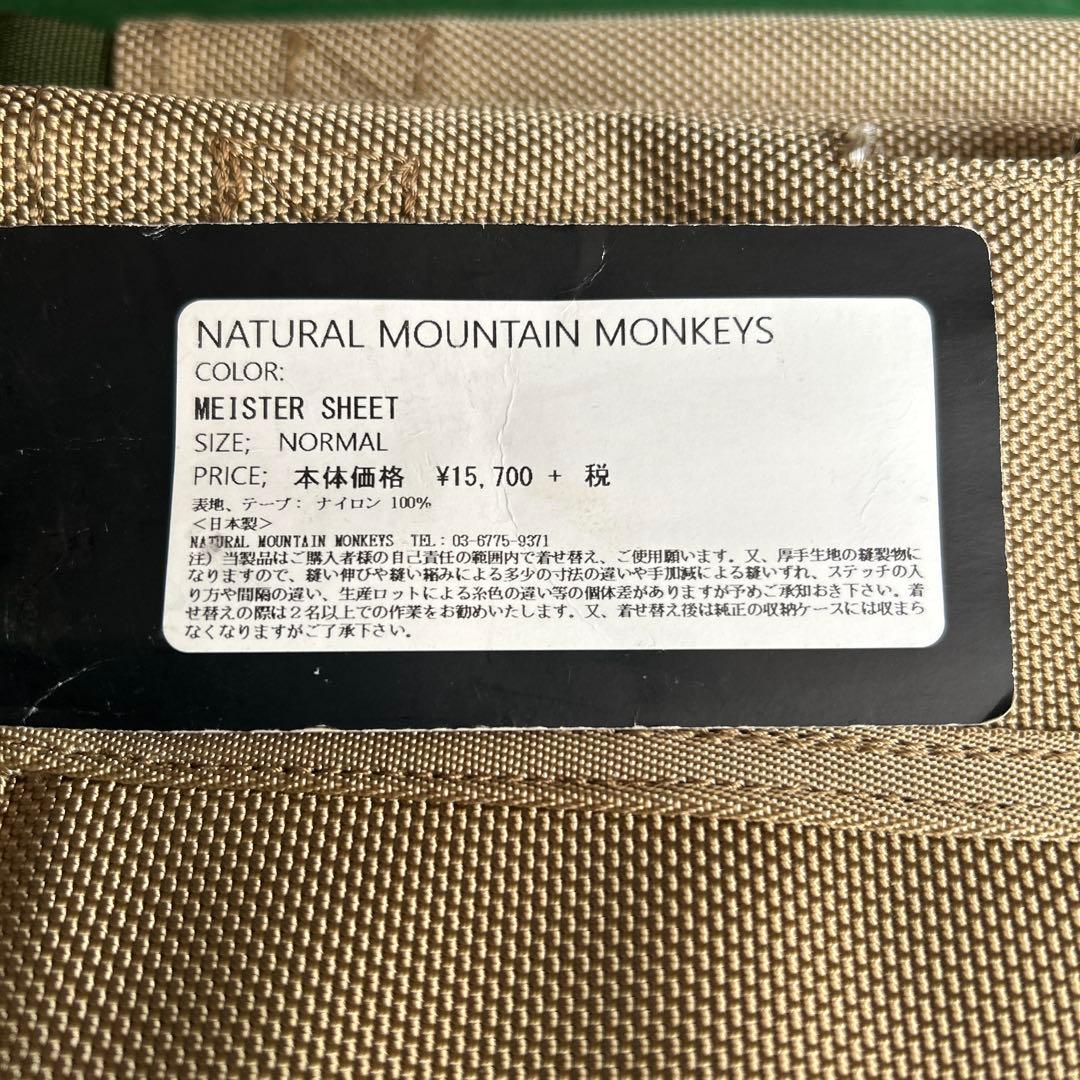 NATURAL MOUNTAIN MONKEYS
COLOR:
MEISTER SHEET
SIZE; NORMAL
PRICE; 本体価格 ¥15,700 + 税
表地、テープ: ナイロン 100%
<日本製>
NATURAL MOUNTAIN MONKEYS TEL:03-6775-9371
注) 当製品はご購入者様の自己責任の範囲内で着せ替え、ご使用願います。又、厚手生地の縫製物に
なりますので、縫い伸びや縫い縮みによる多少の寸法の違いや手加減による縫いずれ、ステッチの入
り方や間隔の違い、生産ロットによる糸色の違い等の個体差がありますが予めご承知おき下さい。着
せ替えの際は2名以上での作業をお勧めいたします。又、着せ替え後は純正の収納ケースには収まら
なくなりますがご了承下さい。